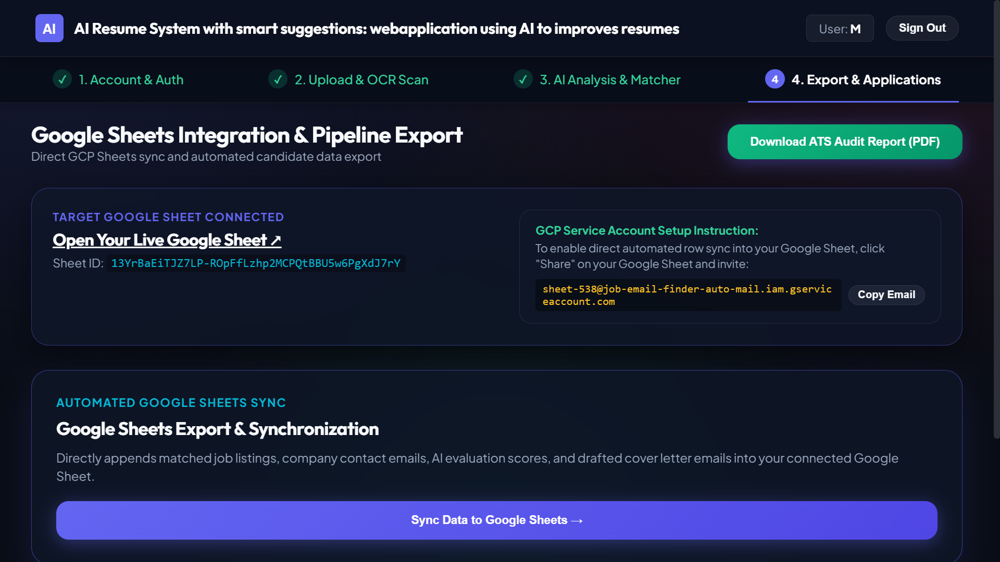 AI
AI Resume System with smart suggestions: webapplication using AI to improves resumes
User: M
Sign Out
✓ 1. Account & Auth
✓ 2. Upload & OCR Scan
✓ 3. AI Analysis & Matcher
4 4. Export & Applications
Google Sheets Integration & Pipeline Export
Direct GCP Sheets sync and automated candidate data export
Download ATS Audit Report (PDF)
TARGET GOOGLE SHEET CONNECTED
Open Your Live Google Sheet ↗
Sheet ID: 13YrBaEiTJZ7LP-ROpFfLzhp2MCPQtBBU5w6PgXdJ7rY
GCP Service Account Setup Instruction:
To enable direct automated row sync into your Google Sheet, click
"Share" on your Google Sheet and invite:
sheet-538@job-email-finder-auto-mail.iam.gservic
eaccount.com
Copy Email
AUTOMATED GOOGLE SHEETS SYNC
Google Sheets Export & Synchronization
Directly appends matched job listings, company contact emails, AI evaluation scores, and drafted cover letter emails into your connected Google
Sheet.
Sync Data to Google Sheets →